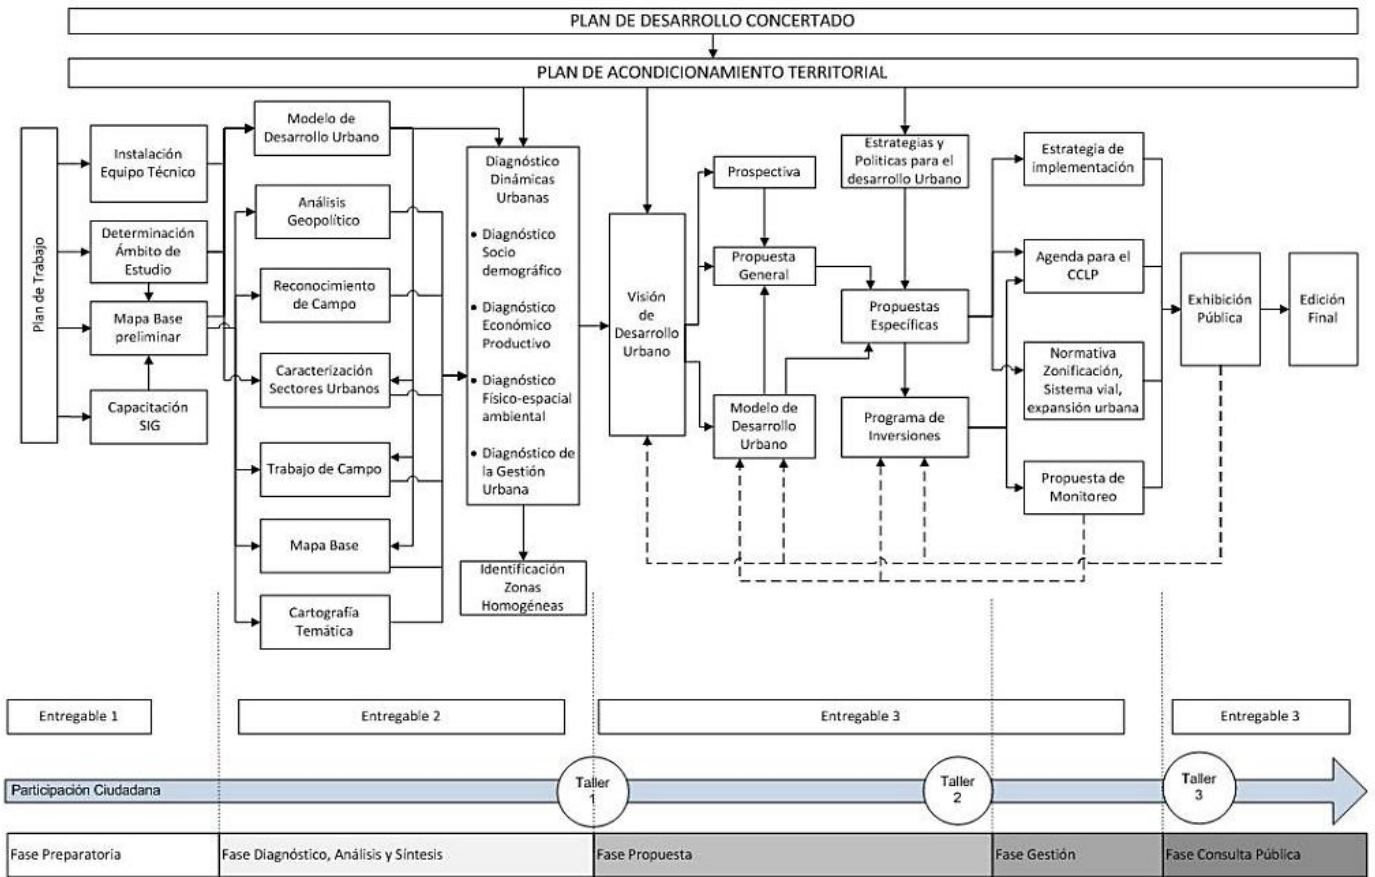 PLAN DE DESARROLLO CONCERTADO
PLAN DE ACONDICIONAMIENTO TERRITORIAL
Plan de Trabajo
Instalación
Equipo Técnico
Determinación
Ámbito de
Estudio
Mapa Base
preliminar
Capacitación
SIG
Modelo de
Desarrollo Urbano
Análisis
Geopolítico
Reconocimiento
de Campo
Caracterización
Sectores Urbanos
Trabajo de Campo
Mapa Base
Cartografía
Temática
Diagnóstico
Dinámicas
Urbanas
• Diagnóstico
Socio
demográfico
• Diagnóstico
Económico
Productivo
• Diagnóstico
Físico-espacial
ambiental
• Diagnóstico de
la Gestión
Urbana
Identificación
Zonas
Homogéneas
Visión
de
Desarrollo
Urbano
Prospectiva
Propuesta
General
Modelo de
Desarrollo
Urbano
Estrategias y
Politicas para el
desarrollo Urbano
Propuestas
Específicas
Programa de
Inversiones
Estrategia de
implementación
Agenda para el
CCLP
Normativa
Zonificación,
Sistema vial,
expansión urbana
Propuesta de
Monitoreo
Exhibición
Pública
Edición
Final
Entregable 1
Entregable 2
Entregable 3
Entregable 3
Participación Ciudadana
Taller
1
Taller
2
Taller
3
Fase Preparatoria
Fase Diagnóstico, Análisis y Síntesis
Fase Propuesta
Fase Gestión
Fase Consulta Pública